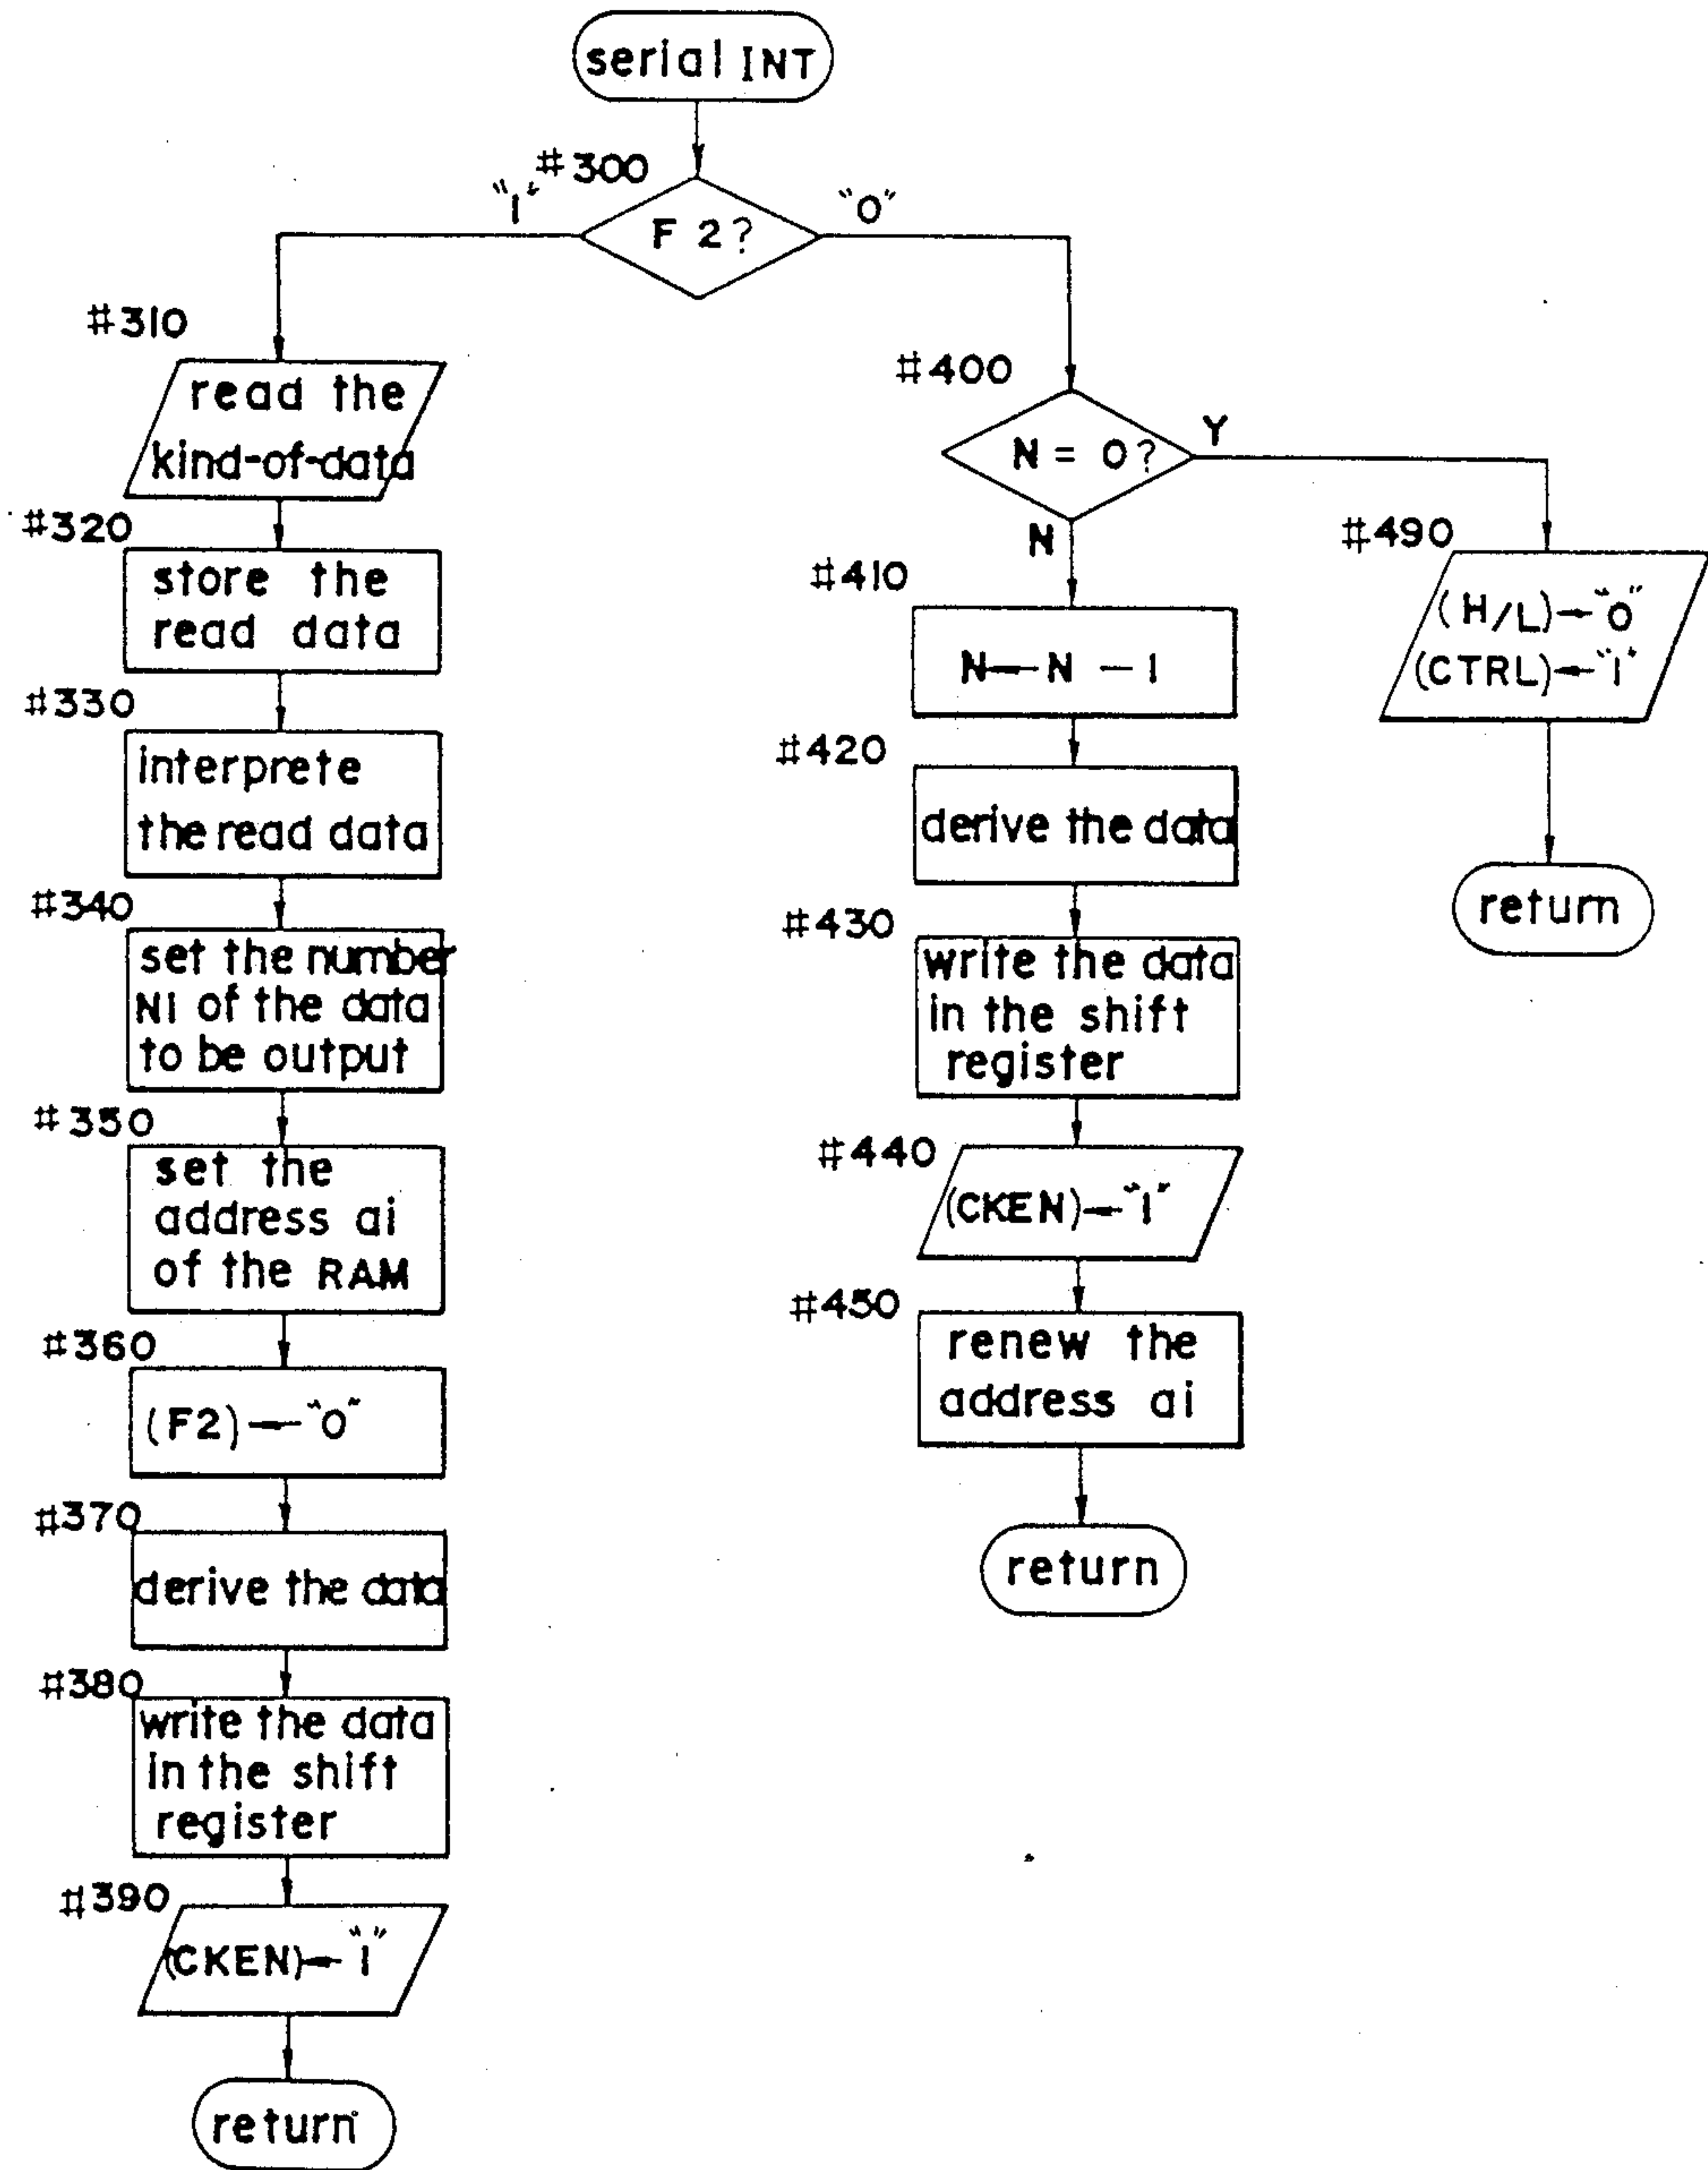 serial INT
#300
"1"
F 2?
"0"
#310
read the
kind-of-data
#320
store the
read data
#330
interprete
the read data
#340
set the number
NI of the data
to be output
#350
set the
address ai
of the RAM
#360
(F2)←"0"
#370
derive the data
#380
write the data
in the shift
register
#390
(CKEN)←"1"
return
#400
N = 0?
Y
N
#410
N←N - 1
#420
derive the data
#430
write the data
in the shift
register
#440
(CKEN)←"1"
#450
renew the
address ai
return
#490
(H/L)←"0"
(CTRL)←"1"
return